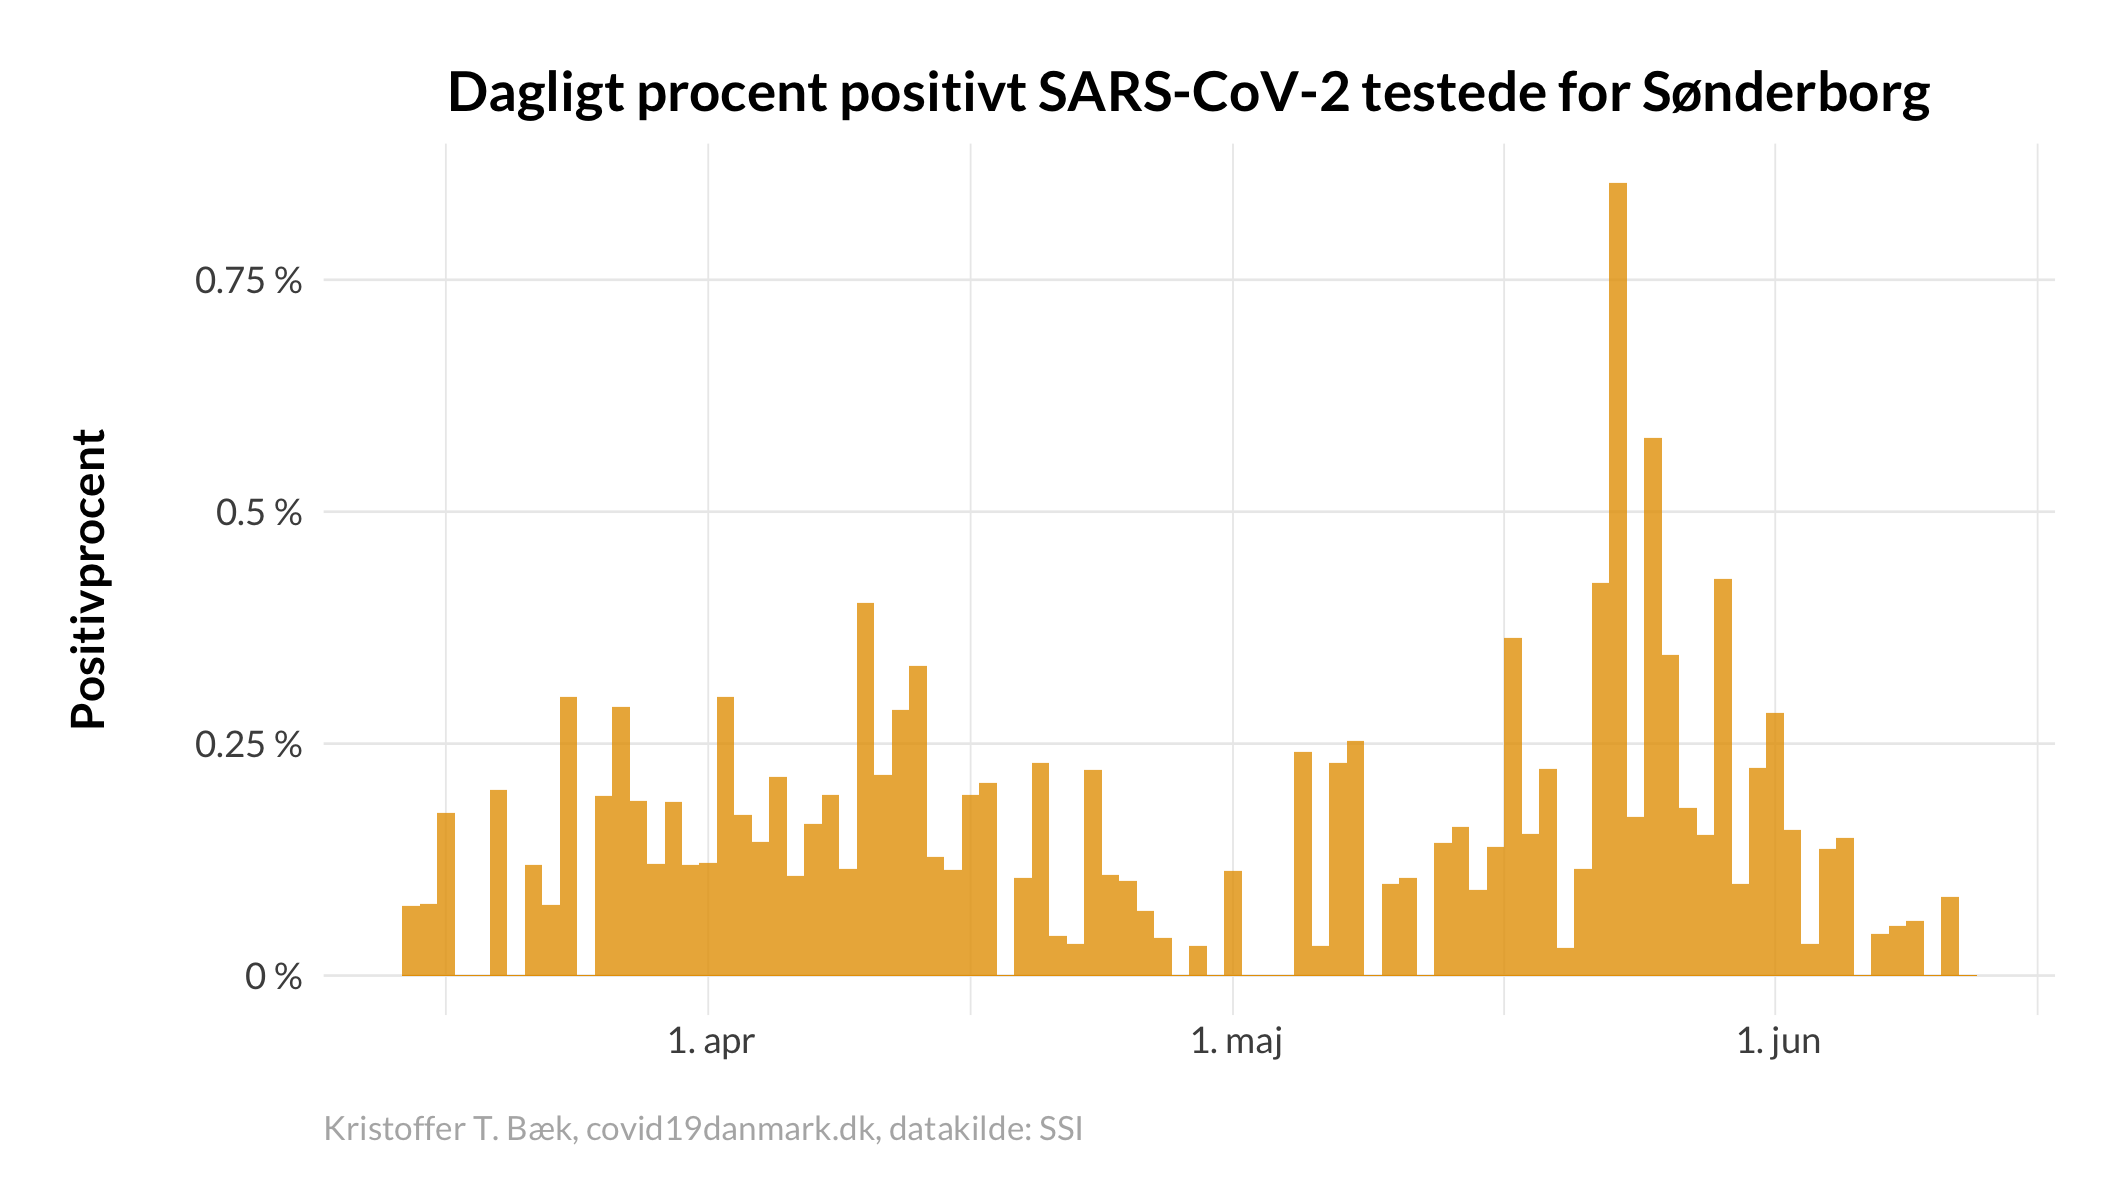 Dagligt procent positivt SARS-CoV-2 testede for Sønderborg
Positivprocent
0.75 %
0.5 %
0.25 %
0 %
1. apr
1. maj
1. jun
Kristoffer T. Bæk, covid19danmark.dk, datakilde: SSI